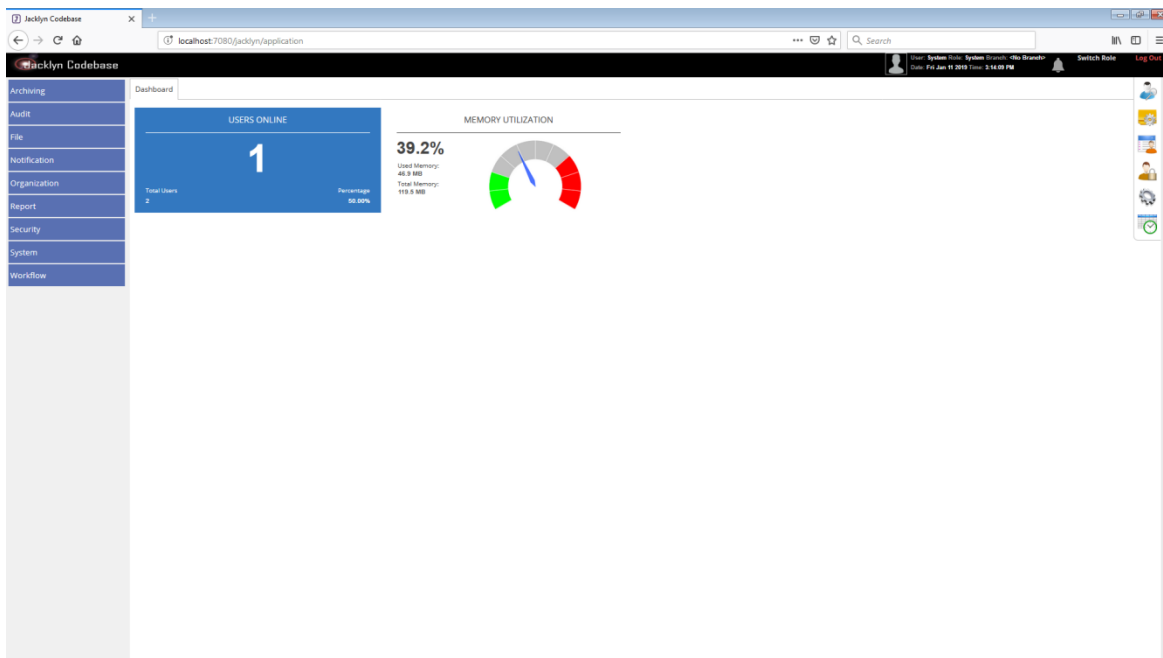 Jacklyn Codebase
localhost:7080/jacklyn/application
Search
Jacklyn Codebase
User: System Role: System Branch: <No Branch>
Date: Fri Jan 11 2019 Time: 3:14:09 PM
Switch Role
Log Out
Archiving
Audit
File
Notification
Organization
Report
Security
System
Workflow
Dashboard
USERS ONLINE
1
Total Users
2
Percentage
50.00%
MEMORY UTILIZATION
39.2%
Used Memory:
46.9 MB
Total Memory:
119.5 MB